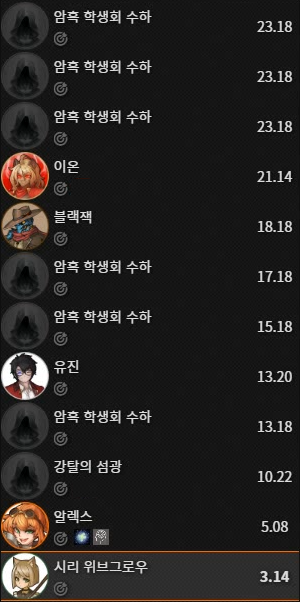 암흑 학생회 수하
23.18
암흑 학생회 수하
23.18
암흑 학생회 수하
23.18
이온
21.14
블랙잭
18.18
암흑 학생회 수하
17.18
암흑 학생회 수하
15.18
유진
13.20
암흑 학생회 수하
13.18
강탈의 섬광
10.22
알렉스
5.08
시리 위브그로우
3.14